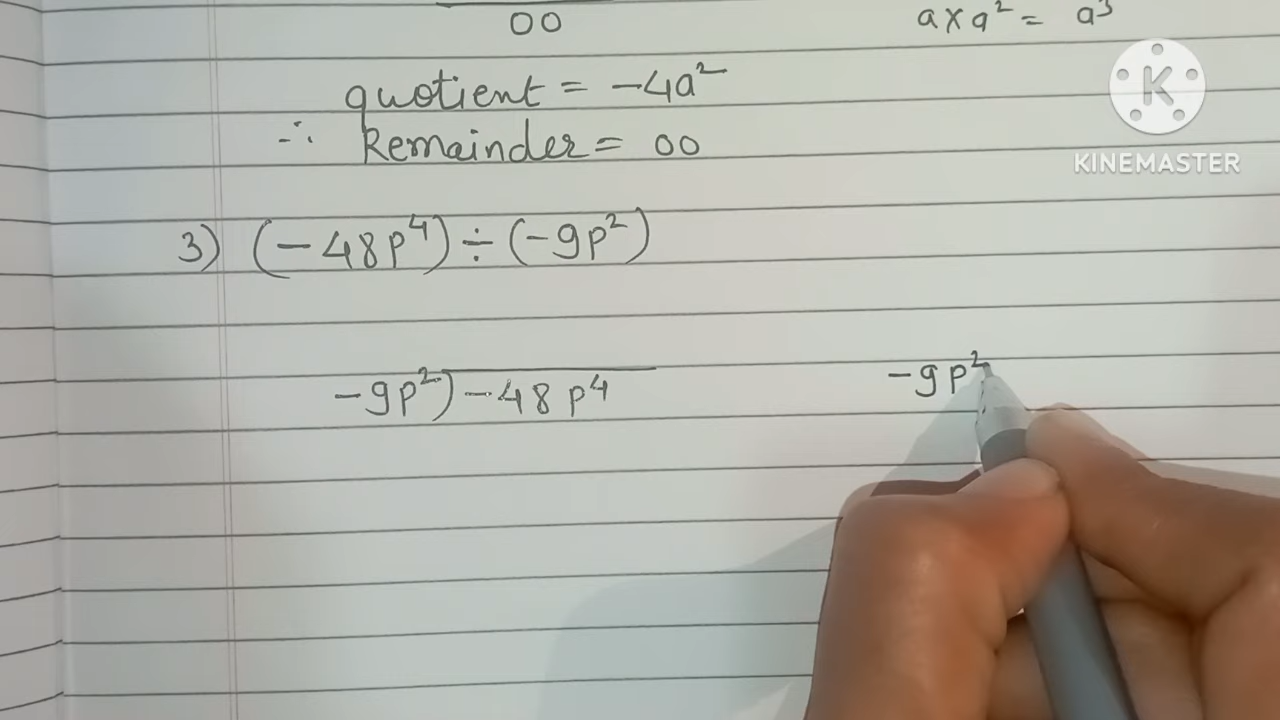 00
a×a² = a³
quotient = -4a²
∴ Remainder = 00
KINEMASTER
3) (-48p⁴) ÷ (-9p²)
-9p²) -48p⁴
-9p²